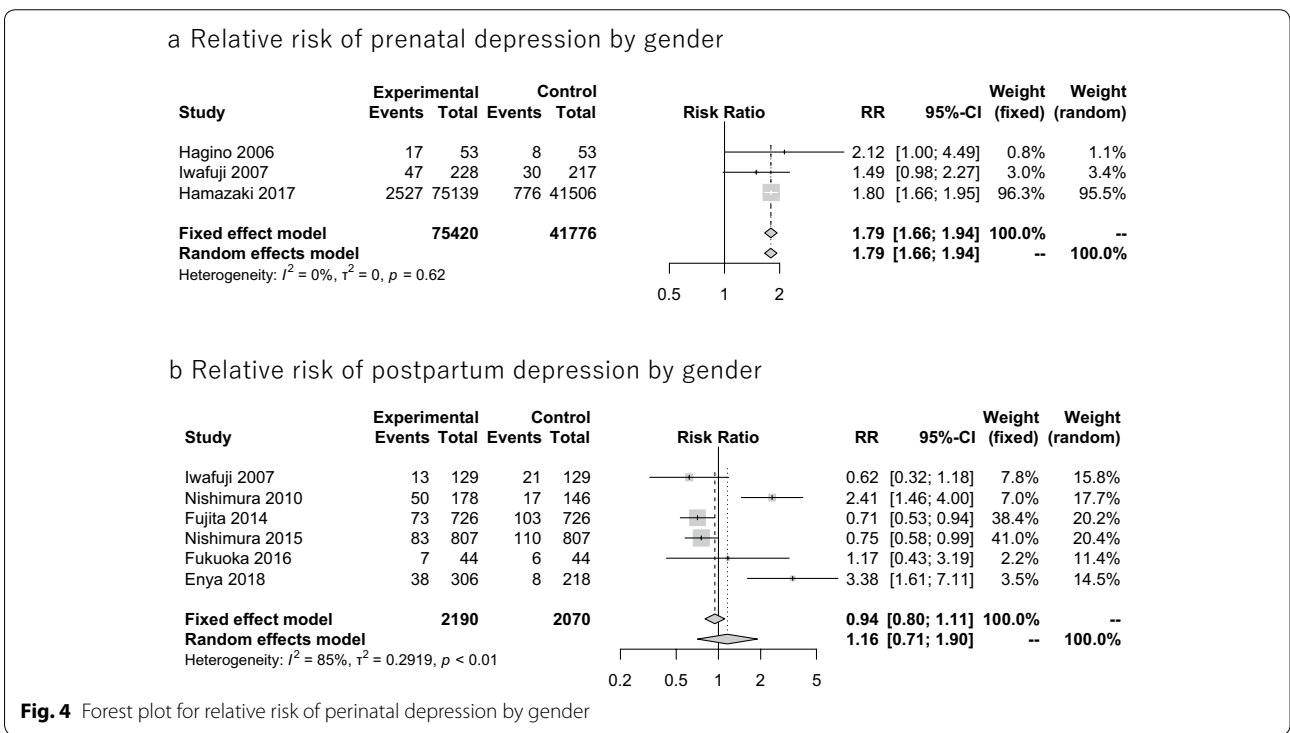 a Relative risk of prenatal depression by gender
Experimental Control Weight Weight
Study Events Total Events Total Risk Ratio RR 95%-CI (fixed) (random)
Hagino 2006 17 53 8 53 2.12 [1.00; 4.49] 0.8% 1.1%
Iwafuji 2007 47 228 30 217 1.49 [0.98; 2.27] 3.0% 3.4%
Hamazaki 2017 2527 75139 776 41506 1.80 [1.66; 1.95] 96.3% 95.5%
Fixed effect model 75420 41776 1.79 [1.66; 1.94] 100.0% --
Random effects model 1.79 [1.66; 1.94] -- 100.0%
Heterogeneity: I² = 0%, τ² = 0, p = 0.62
0.5 1 2
b Relative risk of postpartum depression by gender
Experimental Control Weight Weight
Study Events Total Events Total Risk Ratio RR 95%-CI (fixed) (random)
Iwafuji 2007 13 129 21 129 0.62 [0.32; 1.18] 7.8% 15.8%
Nishimura 2010 50 178 17 146 2.41 [1.46; 4.00] 7.0% 17.7%
Fujita 2014 73 726 103 726 0.71 [0.53; 0.94] 38.4% 20.2%
Nishimura 2015 83 807 110 807 0.75 [0.58; 0.99] 41.0% 20.4%
Fukuoka 2016 7 44 6 44 1.17 [0.43; 3.19] 2.2% 11.4%
Enya 2018 38 306 8 218 3.38 [1.61; 7.11] 3.5% 14.5%
Fixed effect model 2190 2070 0.94 [0.80; 1.11] 100.0% --
Random effects model 1.16 [0.71; 1.90] -- 100.0%
Heterogeneity: I² = 85%, τ² = 0.2919, p < 0.01
0.2 0.5 1 2 5
Fig. 4 Forest plot for relative risk of perinatal depression by gender